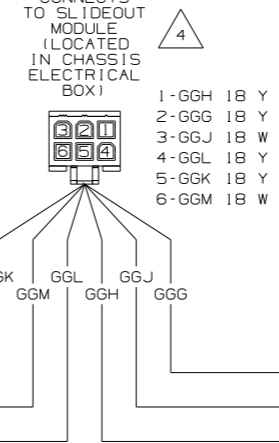 CONNECTS
TO SLIDEOUT
MODULE
(LOCATED
IN CHASSIS
ELECTRICAL
BOX)
4
1-GGH 18 Y
2-GGG 18 Y
3-GGJ 18 W
4-GGL 18 Y
5-GGK 18 Y
6-GGM 18 W
3 2 1
6 5 4
GK GGL GGJ
GGM GGH GGG